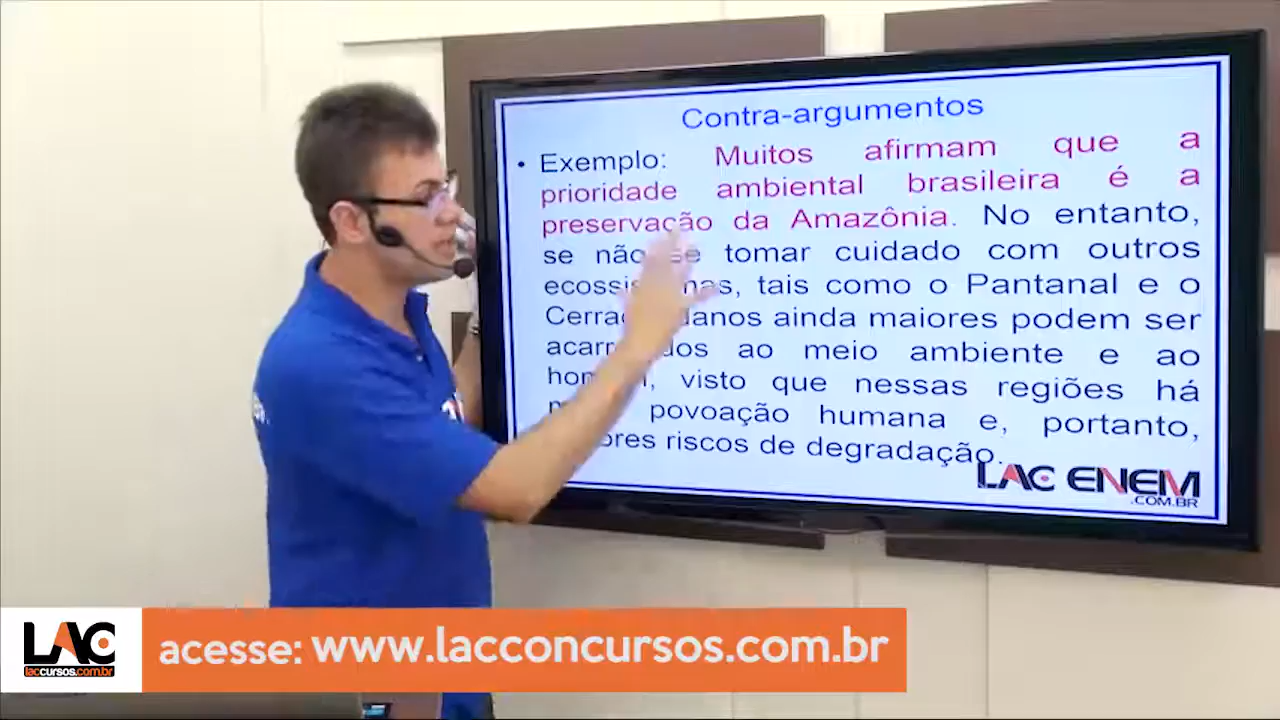 Contra-argumentos
• Exemplo: Muitos afirmam que a
prioridade ambiental brasileira é a
preservação da Amazônia. No entanto,
se não se tomar cuidado com outros
tais como o Pantanal e o
danos ainda maiores podem ser
ao meio ambiente e ao
visto que nessas regiões há
povoação humana e, portanto,
riscos de degradação.
LAC ENEM
.COM.BR
LAC
laccursos.com.br
acesse: www.lacconcursos.com.br